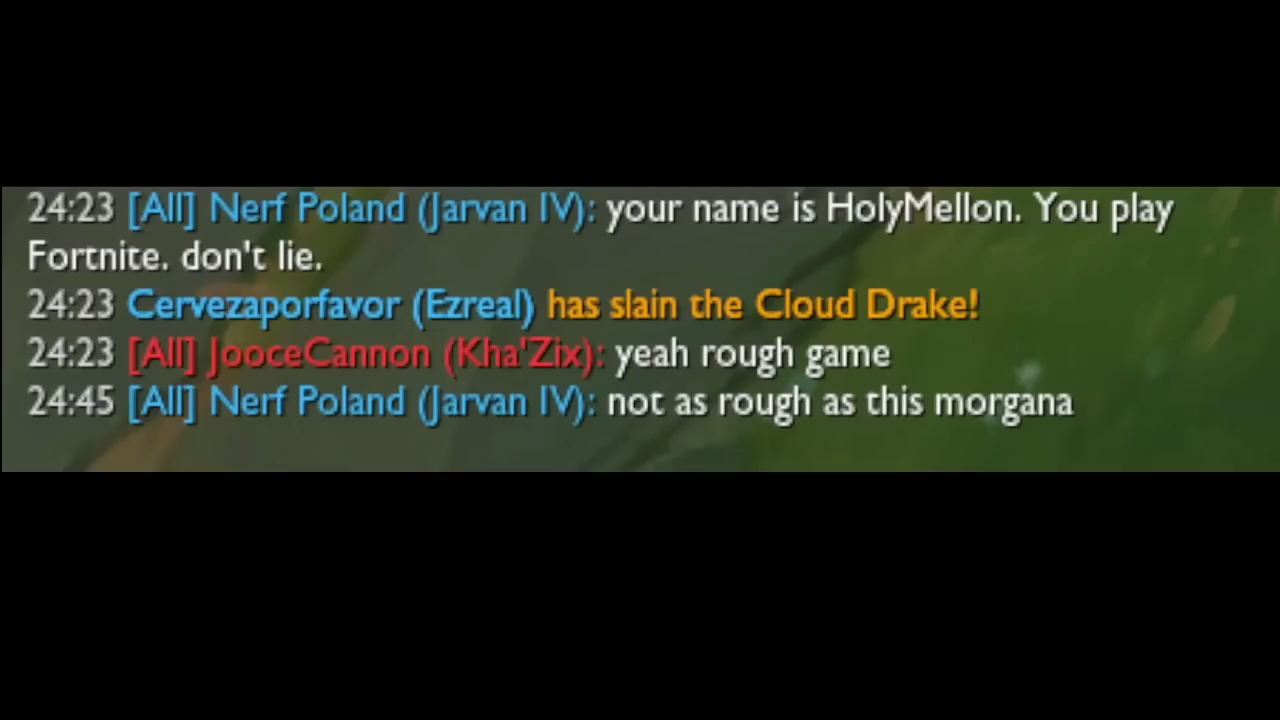 24:23 [All] Nerf Poland (Jarvan IV): your name is HolyMellon. You play
Fortnite. don't lie.
24:23 Cervezaporfavor (Ezreal) has slain the Cloud Drake!
24:23 [All] JooceCannon (Kha'Zix): yeah rough game
24:45 [All] Nerf Poland (Jarvan IV): not as rough as this morgana